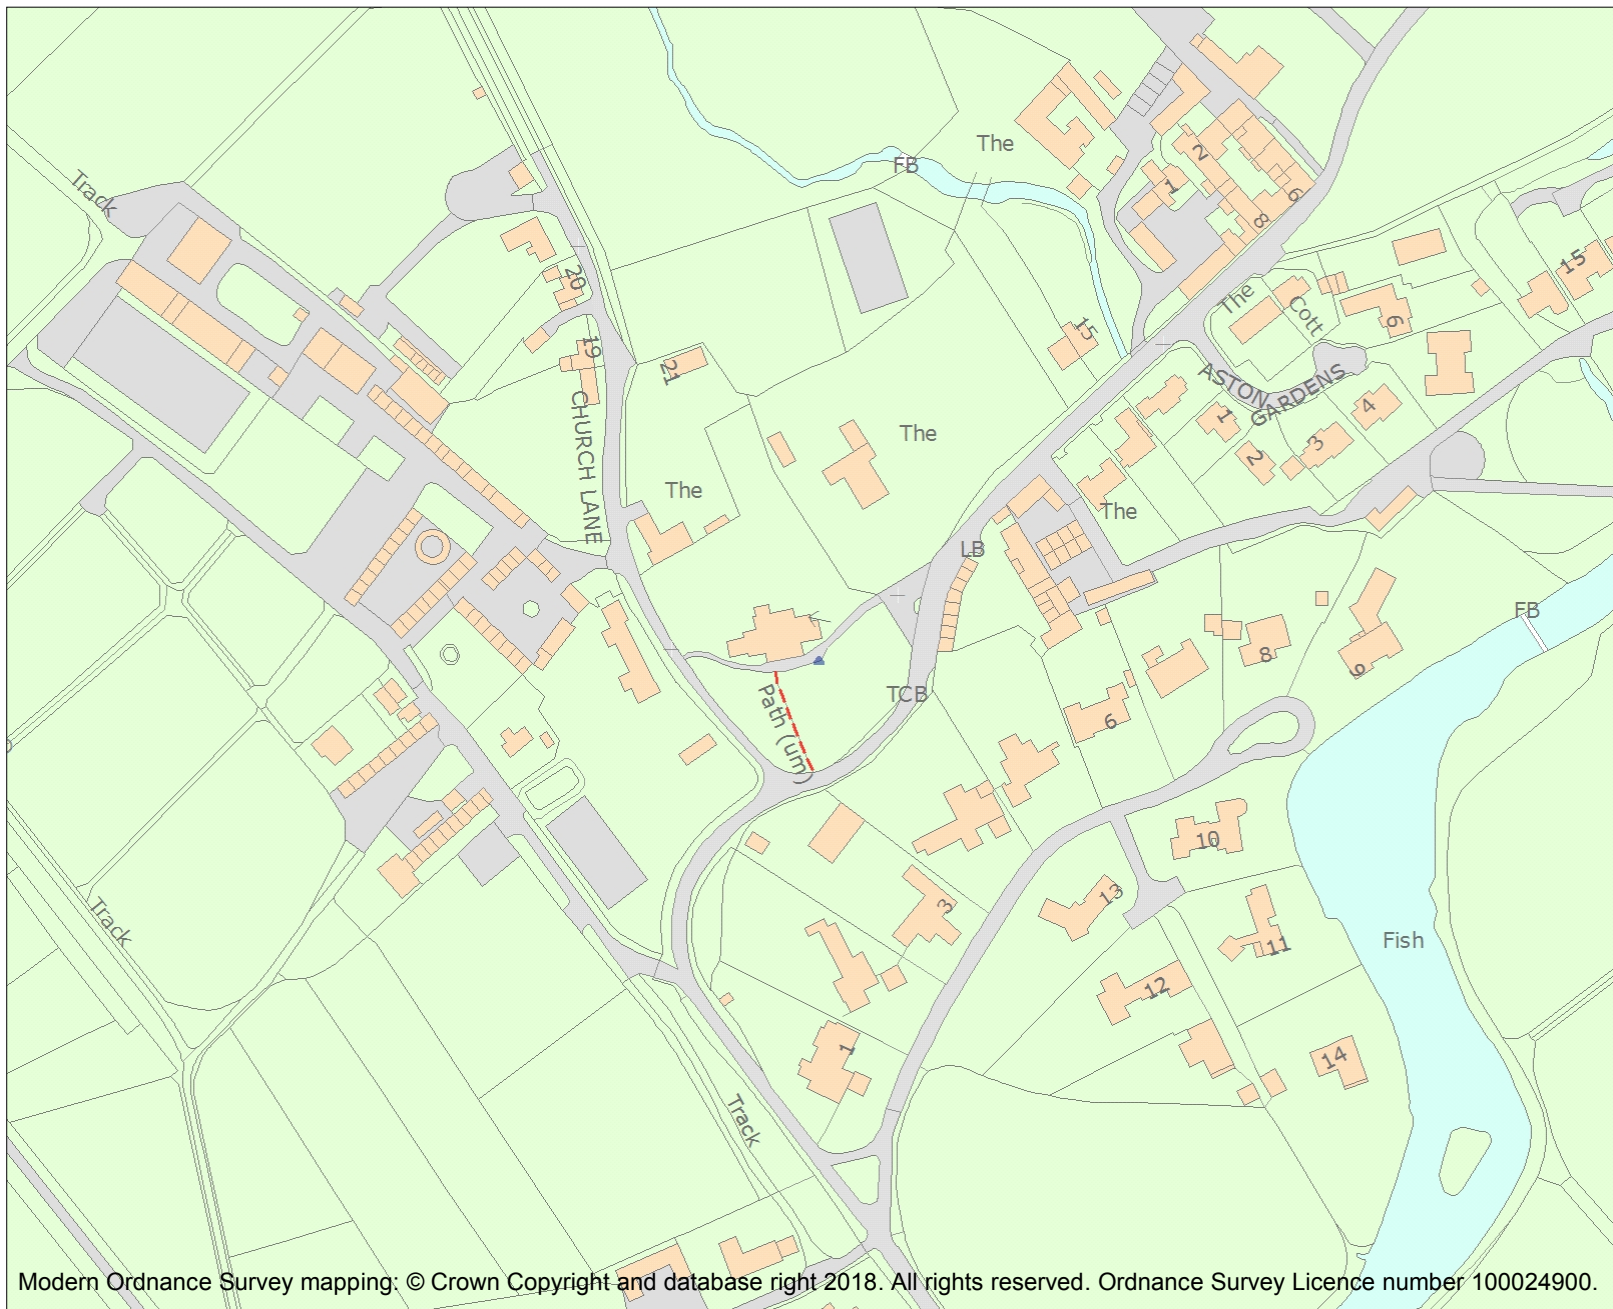 The
FB
2
1
6
8
Track
20
15
The
Cott
6
15
19
21
CHURCH LANE
ASTON
GARDENS
1
4
3
2
The
The
The
LB
FB
TCB
8
9
6
Path (um)
10
13
3
11
12
Fish
Track
1
14
Track
Modern Ordnance Survey mapping: © Crown Copyright and database right 2018. All rights reserved. Ordnance Survey Licence number 100024900.